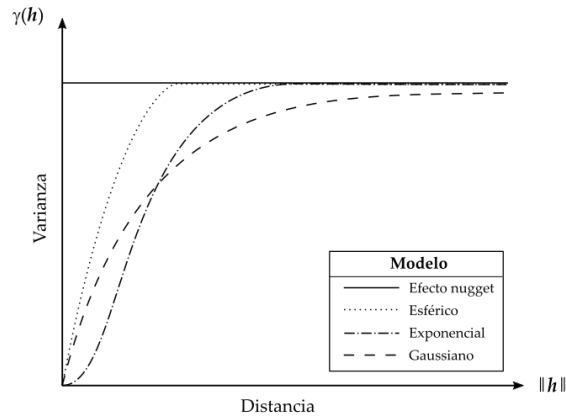 γ(h)
Varianza
Modelo
Efecto nugget
Esférico
Exponencial
Gaussiano
‖h‖
Distancia